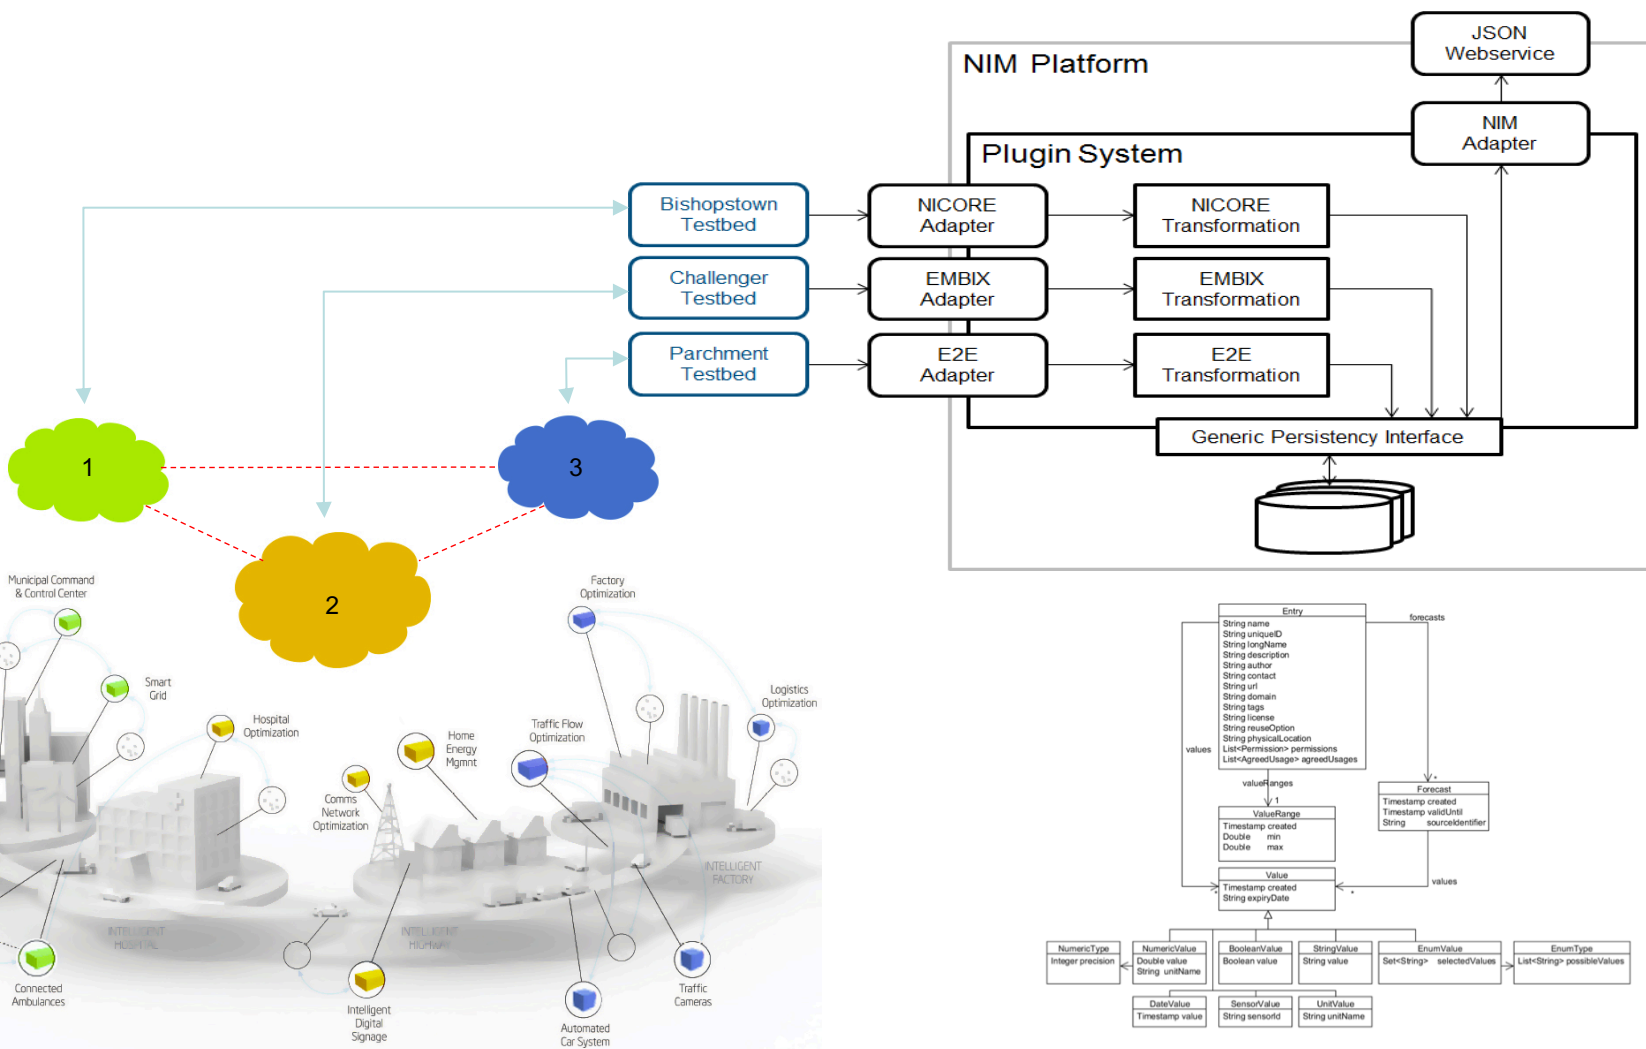 JSON
Webservice
NIM Platform
NIM
Adapter
Plugin System
Bishopstown
Testbed
NICORE
Adapter
NICORE
Transformation
Challenger
Testbed
EMBIX
Adapter
EMBIX
Transformation
Parchment
Testbed
E2E
Adapter
E2E
Transformation
Generic Persistency Interface
1
3
2
Municipal Command
& Control Center
Smart
Grid
Hospital
Optimization
Home
Energy
Mgmnt
Comms
Network
Optimization
Traffic Flow
Optimization
Factory
Optimization
Logistics
Optimization
INTELLIGENT
FACTORY
INTELLIGENT
HOSPITAL
INTELLIGENT
HIGHWAY
Connected
Ambulances
Intelligent
Digital
Signage
Automated
Car System
Traffic
Cameras
Entry
String name
String uniqueID
String longName
String description
String author
String contact
String url
String domain
String tags
String license
String reuseOption
String physicalLocation
List<Permission> permissions
List<AgreedUsage> agreedUsages
forecasts
values
valueRanges
1
*
Forecast
Timestamp created
Timestamp validUntil
String sourceIdentifier
ValueRange
Timestamp created
Double min
Double max
values
Value
Timestamp created
String expiryDate
*
*
NumericType
Integer precision
NumericValue
Double value
String unitName
BooleanValue
Boolean value
StringValue
String value
EnumValue
Set<String> selectedValues
EnumType
List<String> possibleValues
DateValue
Timestamp value
SensorValue
String sensorId
UnitValue
String unitName